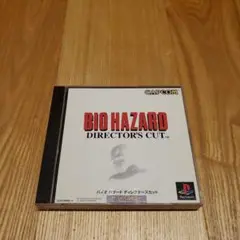 CAPCOM
BIO HAZARD
DIRECTOR'S CUT
バイオ ハザード ディレクターズカット
PlayStation